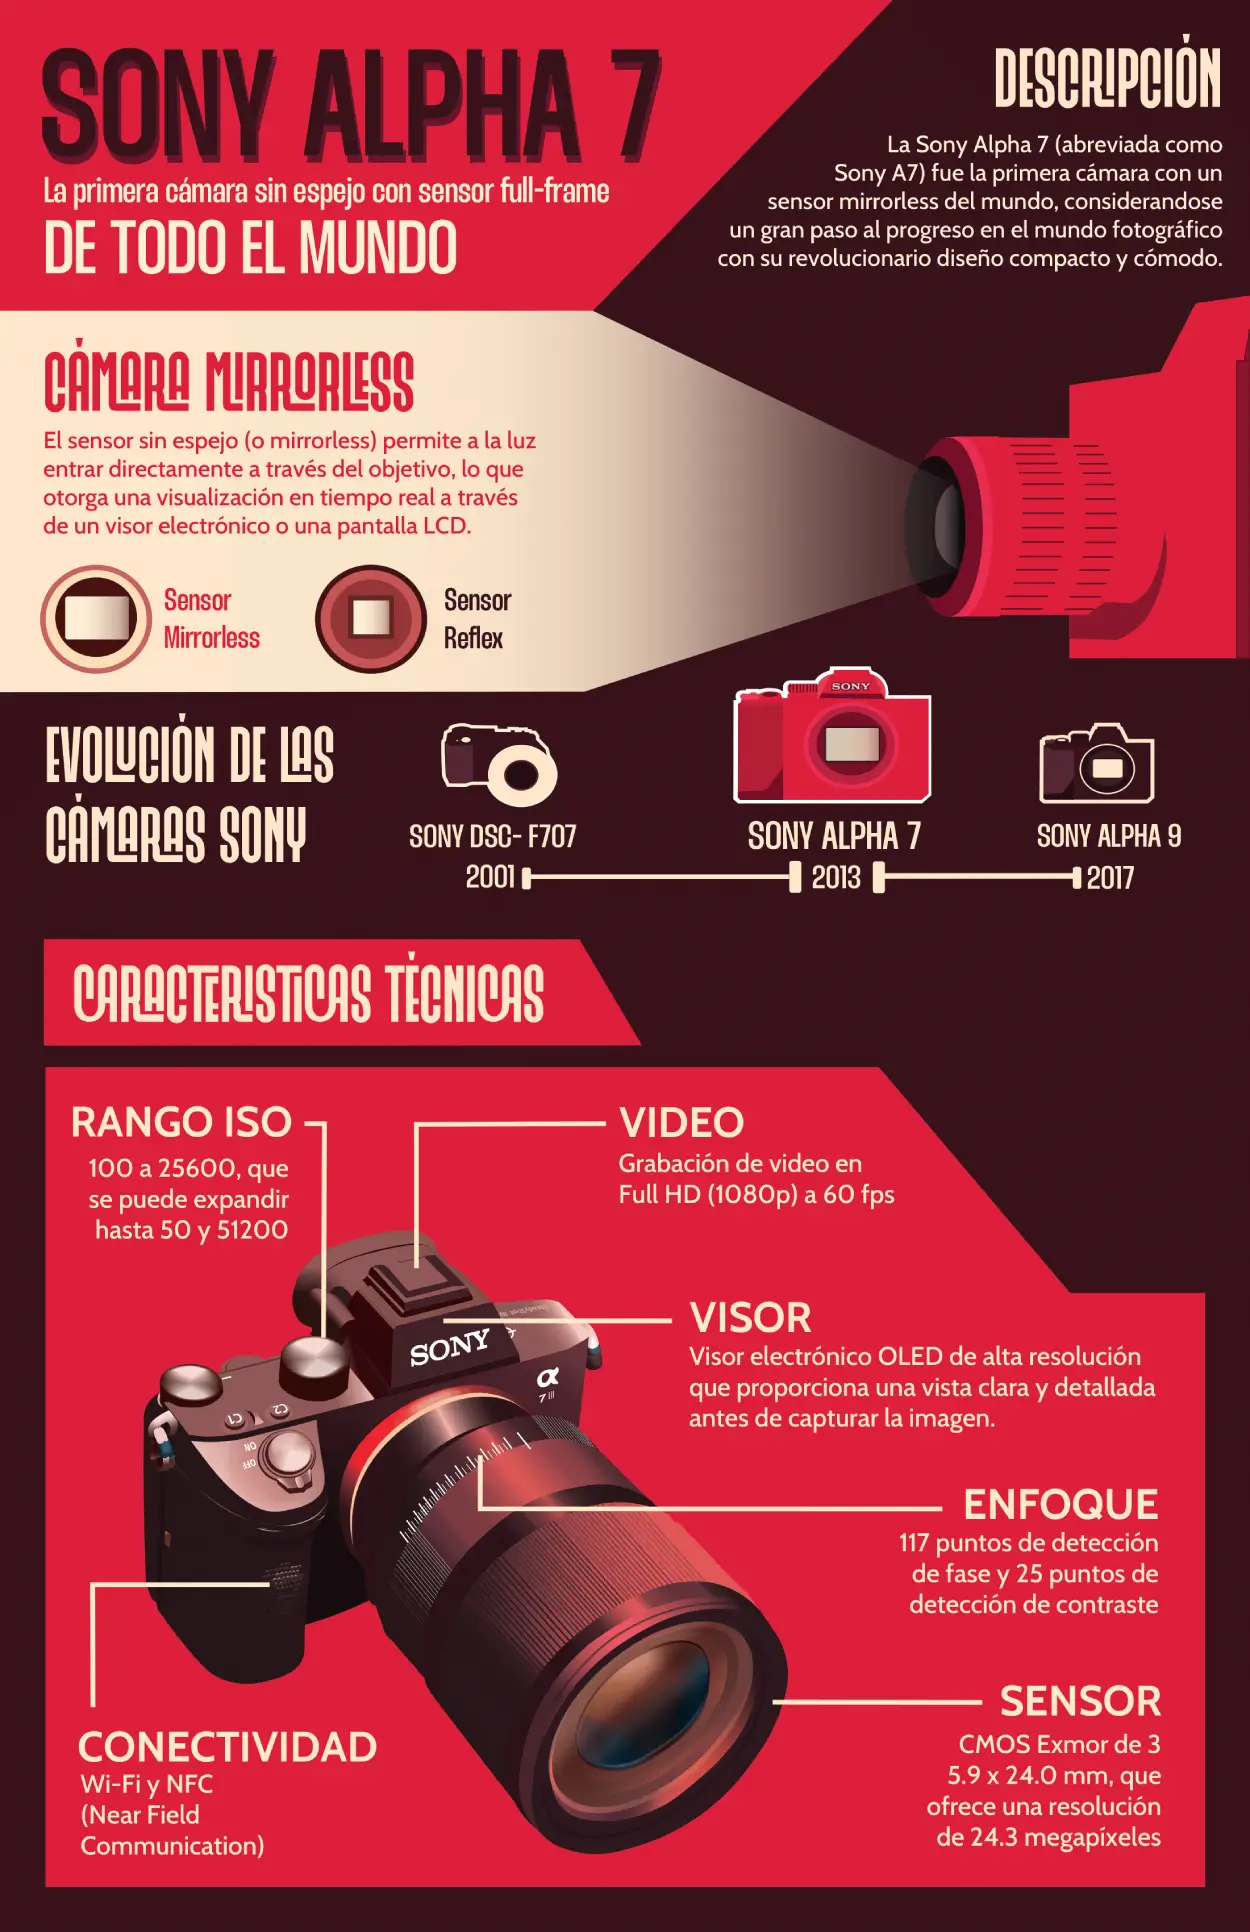 SONY ALPHA 7
La primera cámara sin espejo con sensor full-frame
DE TODO EL MUNDO
DESCRIPCIÓN
La Sony Alpha 7 (abreviada como
Sony A7) fue la primera cámara con un
sensor mirrorless del mundo, considerandose
un gran paso al progreso en el mundo fotográfico
con su revolucionario diseño compacto y cómodo.
CÁMARA MIRRORLESS
El sensor sin espejo (o mirrorless) permite a la luz
entrar directamente a través del objetivo, lo que
otorga una visualización en tiempo real a través
de un visor electrónico o una pantalla LCD.
Sensor
Mirrorless
Sensor
Reflex
EVOLUCIÓN DE LAS
CÁMARAS SONY
SONY
SONY DSC- F707
2001
SONY ALPHA 7
2013
SONY ALPHA 9
2017
CARACTERISTICAS TÉCNICAS
RANGO ISO
100 a 25600, que
se puede expandir
hasta 50 y 51200
VIDEO
Grabación de video en
Full HD (1080p) a 60 fps
VISOR
Visor electrónico OLED de alta resolución
que proporciona una vista clara y detallada
antes de capturar la imagen.
SONY
α
7 III
C1
C2
ON
OFF
ENFOQUE
117 puntos de detección
de fase y 25 puntos de
detección de contraste
SENSOR
CMOS Exmor de 3
5.9 x 24.0 mm, que
ofrece una resolución
de 24.3 megapíxeles
CONECTIVIDAD
Wi-Fi y NFC
(Near Field
Communication)